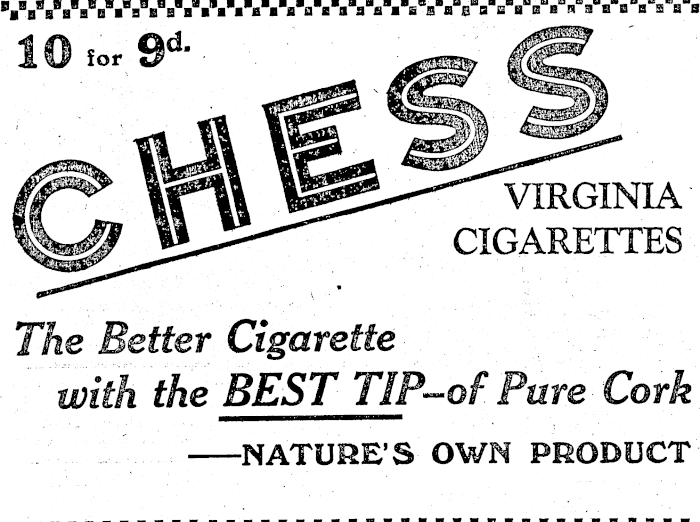 10 for 9d.
CHESS
VIRGINIA
CIGARETTES
The Better Cigarette
with the BEST TIP–of Pure Cork
—NATURE'S OWN PRODUCT